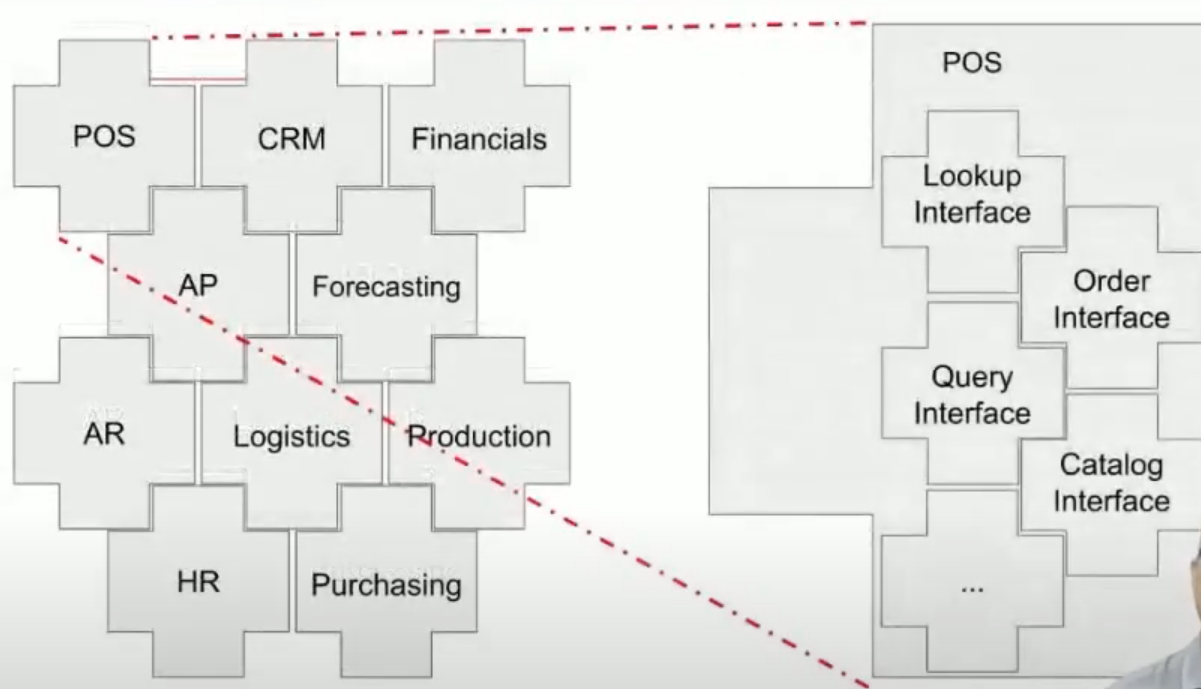 POS
CRM
Financials
AP
Forecasting
AR
Logistics
Production
HR
Purchasing
POS
Lookup
Interface
Order
Interface
Query
Interface
Catalog
Interface
...